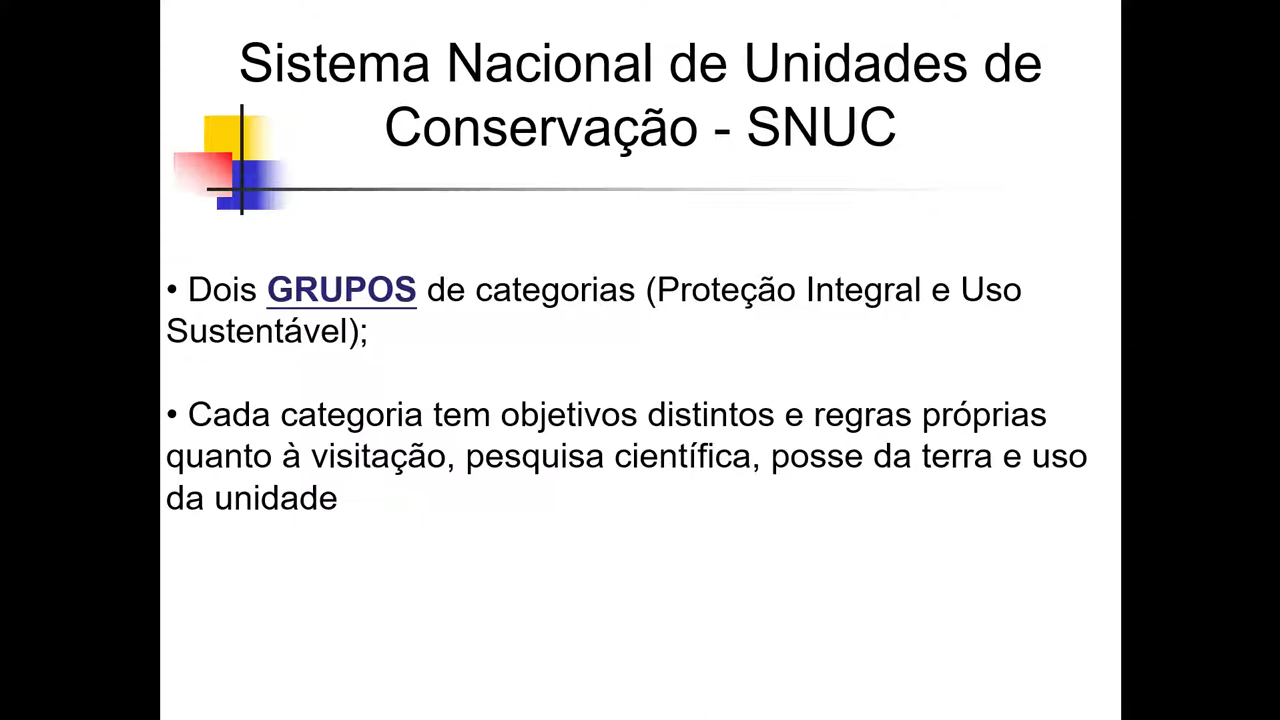 Sistema Nacional de Unidades de
Conservação - SNUC
• Dois GRUPOS de categorias (Proteção Integral e Uso
Sustentável);
• Cada categoria tem objetivos distintos e regras próprias
quanto à visitação, pesquisa científica, posse da terra e uso
da unidade